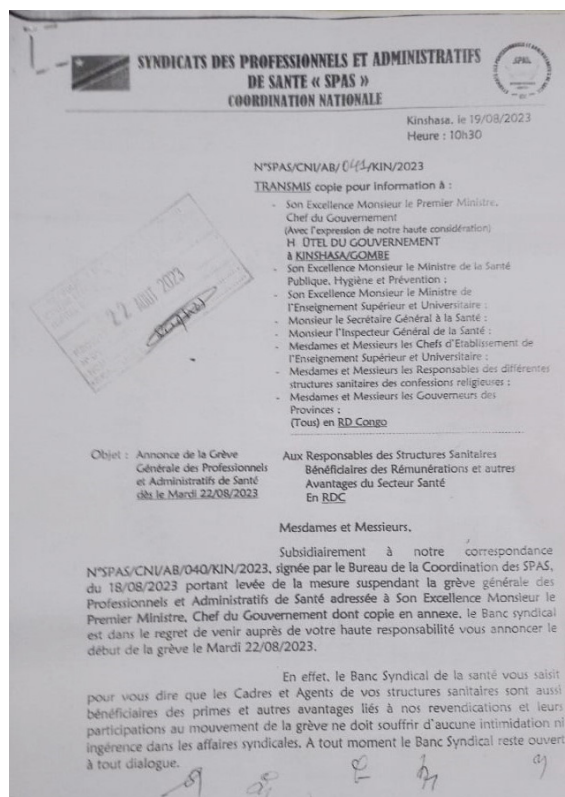 SYNDICATS DES PROFESSIONNELS ET ADMINISTRATIFS
DE SANTE « SPAS »
COORDINATION NATIONALE
SPAS
Kinshasa, le 19/08/2023
Heure : 10h30
N°SPAS/CNI/AB/041/KIN/2023
TRANSMIS copie pour information à :
- Son Excellence Monsieur le Premier Ministre,
Chef du Gouvernement
(Avec l'expression de notre haute considération)
H ÔTEL DU GOUVERNEMENT
à KINSHASA/GOMBE
- Son Excellence Monsieur le Ministre de la Santé
Publique, Hygiène et Prévention ;
- Son Excellence Monsieur le Ministre de
l'Enseignement Supérieur et Universitaire ;
- Monsieur le Secrétaire Général à la Santé ;
- Monsieur l'Inspecteur Général de la Santé ;
- Mesdames et Messieurs les Chefs d'Etablissement de
l'Enseignement Supérieur et Universitaire ;
- Mesdames et Messieurs les Responsables des différentes
structures sanitaires des confessions religieuses ;
- Mesdames et Messieurs les Gouverneurs des
Provinces ;
(Tous) en RD Congo
22 AOUT 2023
Objet : Annonce de la Grève
Générale des Professionnels
et Administratifs de Santé
dès le Mardi 22/08/2023
Aux Responsables des Structures Sanitaires
Bénéficiaires des Rémunérations et autres
Avantages du Secteur Santé
En RDC
Mesdames et Messieurs,
Subsidiairement à notre correspondance
N°SPAS/CNI/AB/040/KIN/2023, signée par le Bureau de la Coordination des SPAS,
du 18/08/2023 portant levée de la mesure suspendant la grève générale des
Professionnels et Administratifs de Santé adressée à Son Excellence Monsieur le
Premier Ministre, Chef du Gouvernement dont copie en annexe, le Banc syndical
est dans le regret de venir auprès de votre haute responsabilité vous annoncer le
début de la grève le Mardi 22/08/2023.
En effet, le Banc Syndical de la santé vous saisit
pour vous dire que les Cadres et Agents de vos structures sanitaires sont aussi
bénéficiaires des primes et autres avantages liés à nos revendications et leurs
participations au mouvement de la grève ne doit souffrir d'aucune intimidation ni
ingérence dans les affaires syndicales. A tout moment le Banc Syndical reste ouvert
à tout dialogue.